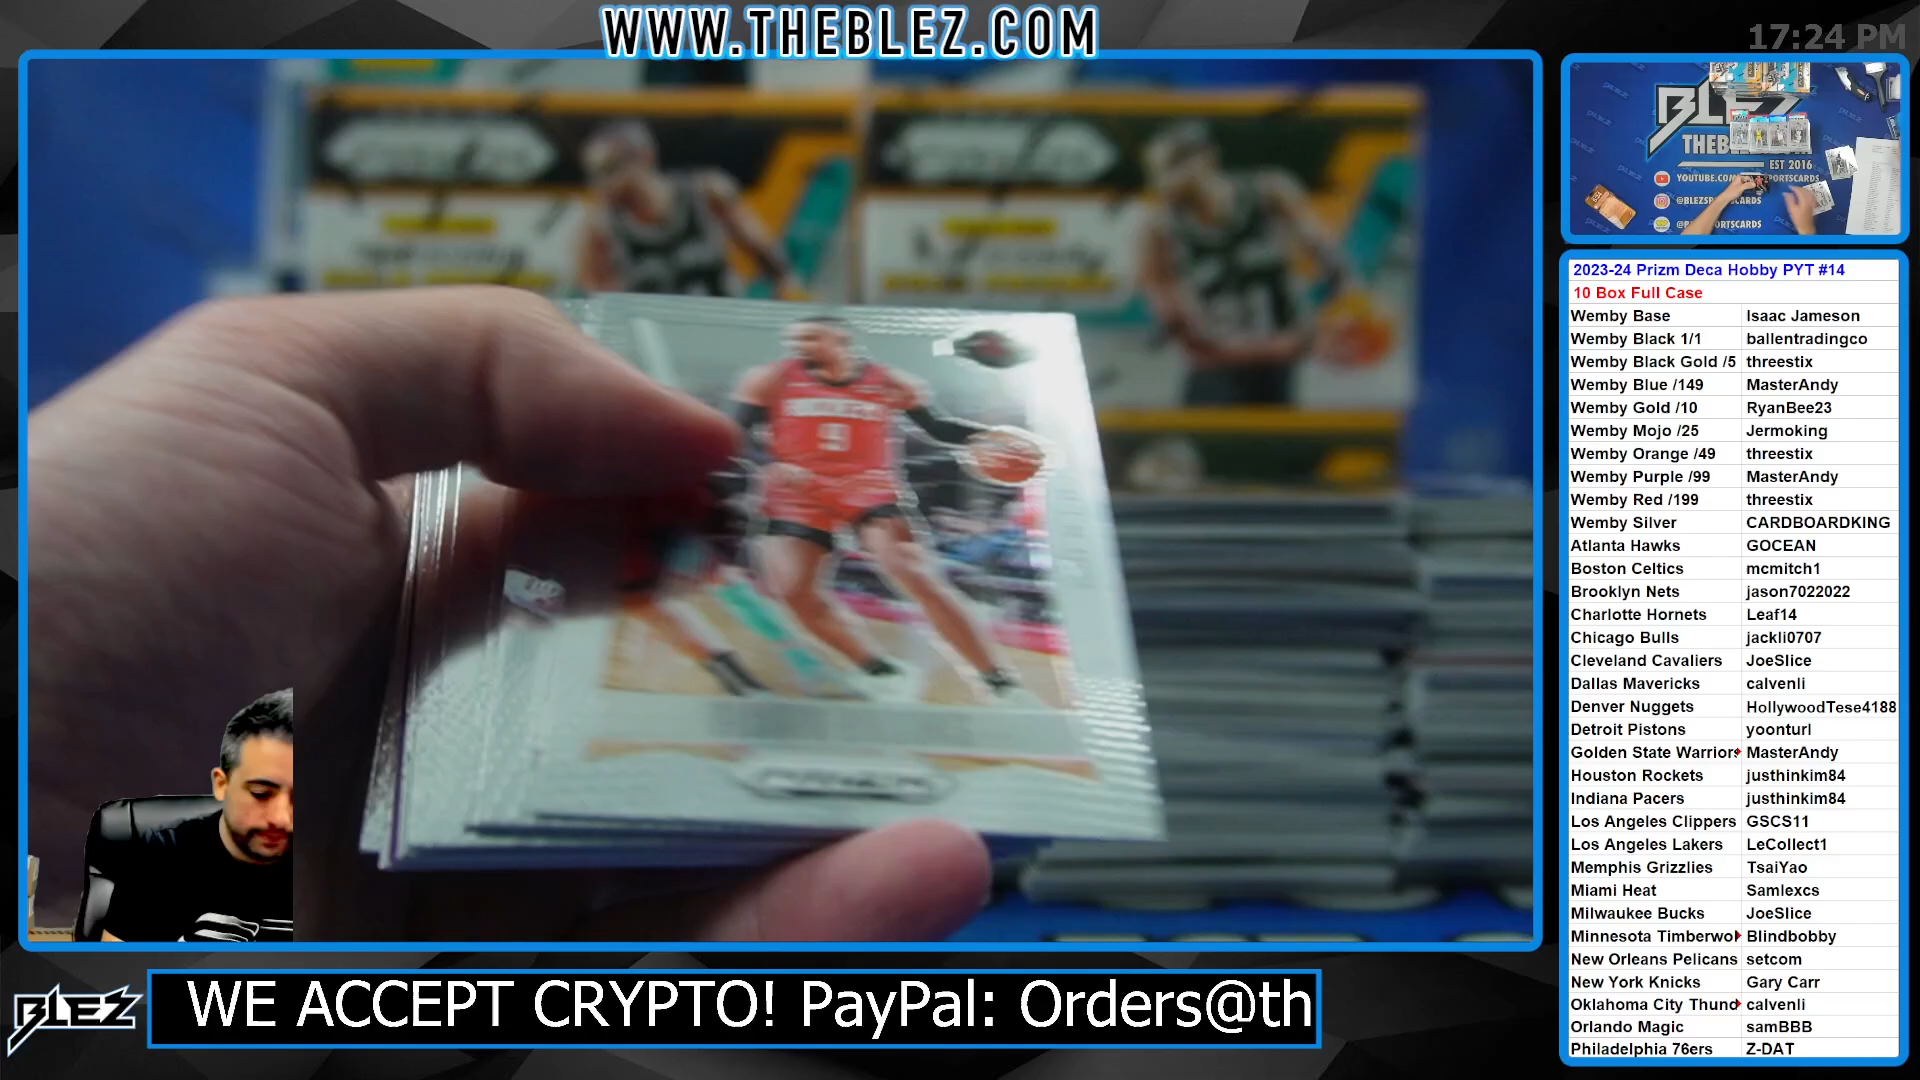 WWW.THEBLEZ.COM
17:24 PM
BLEZ
EST 2016
@BLEZSPORTSCARDS
9
2023-24 Prizm Deca Hobby PYT #14
10 Box Full Case
Wemby Base Isaac Jameson
Wemby Black 1/1 ballentradingco
Wemby Black Gold /5 threestix
Wemby Blue /149 MasterAndy
Wemby Gold /10 RyanBee23
Wemby Mojo /25 Jermoking
Wemby Orange /49 threestix
Wemby Purple /99 MasterAndy
Wemby Red /199 threestix
Wemby Silver CARDBOARDKING
Atlanta Hawks GOCEAN
Boston Celtics mcmitch1
Brooklyn Nets jason7022022
Charlotte Hornets Leaf14
Chicago Bulls jackli0707
Cleveland Cavaliers JoeSlice
Dallas Mavericks calvenli
Denver Nuggets HollywoodTese4188
Detroit Pistons yoonturl
Golden State Warriors MasterAndy
Houston Rockets justhinkim84
Indiana Pacers justhinkim84
Los Angeles Clippers GSCS11
Los Angeles Lakers LeCollect1
Memphis Grizzlies TsaiYao
Miami Heat Samlexcs
Milwaukee Bucks JoeSlice
Minnesota Timberwol Blindbobby
New Orleans Pelicans setcom
New York Knicks Gary Carr
Oklahoma City Thund calvenli
Orlando Magic samBBB
Philadelphia 76ers Z-DAT
BLEZ
WE ACCEPT CRYPTO! PayPal: Orders@th